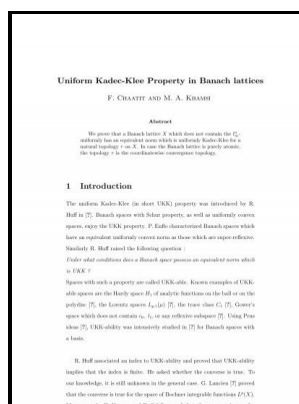 Uniform Kadec-Klee Property in Banach lattices
F. Chaatit and M. A. Khamsi
Abstract
We prove that a Banach lattice X which does not contain the l
uniformly has an equivalent norm which is uniformly Kadec-Klee for a
natural topology τ on X. In case the Banach lattice is purely atomic,
the topology τ is the coordinatewise convergence topology.
1 Introduction
The uniform Kadec-Klee (in short UKK) property was introduced by R.
Huff in [?]. Banach spaces with Schur property, as well as uniformly convex
spaces, enjoy the UKK property. P. Enflo characterized Banach spaces which
have an equivalent uniformly convex norm as those which are super-reflexive.
Similarly R. Huff raised the following question :
Under what conditions does a Banach space possess an equivalent norm which
is UKK ?
Spaces with such a property are called UKK-able. Known examples of UKK-
able spaces are the Hardy space H₁ of analytic functions on the ball or on the
polydisc [?], the Lorentz spaces (μ) [?], the trace class C₁ [?], Gower's
space which does not contain c₀, l₁, or any reflexive subspace [?]. Using Prus
ideas [?], UKK-ability was intensively studied in [?] for Banach spaces with
a basis.
R. Huff associated an index to UKK-ability and proved that UKK-ability
implies that the index is finite. He asked whether the converse is true. To
our knowledge, it is still unknown in the general case. G. Lancien [?] proved
that the converse is true for the space of Bochner integrable functions (X).